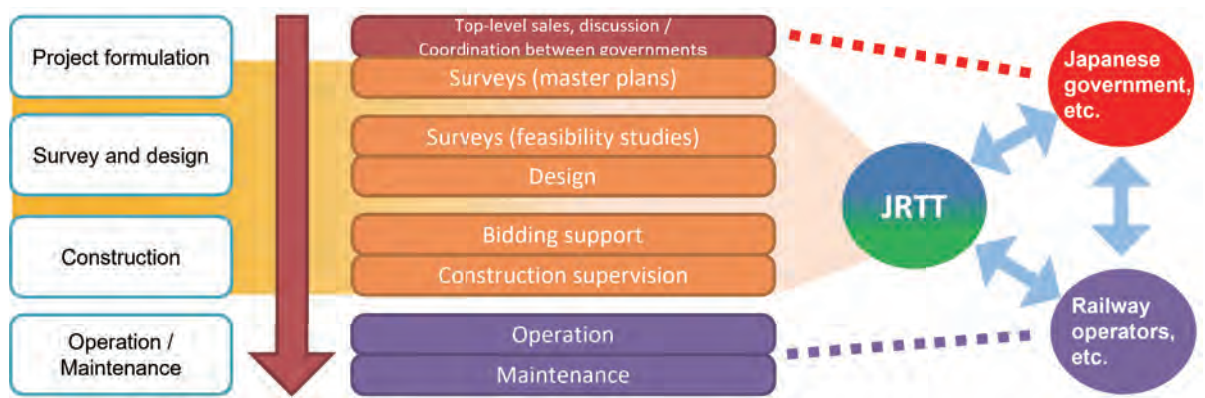 Project formulation
Top-level sales, discussion /
Coordination between governments
Surveys (master plans)
Survey and design
Surveys (feasibility studies)
Design
Construction
Bidding support
Construction supervision
Operation /
Maintenance
Operation
Maintenance
JRTT
Japanese
government,
etc.
Railway
operators,
etc.